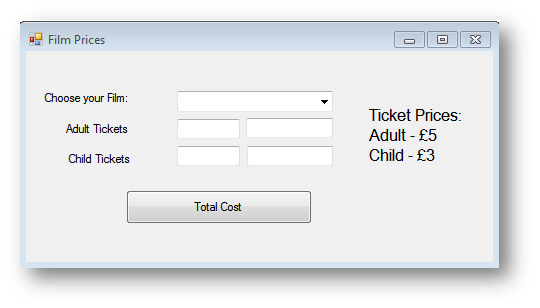 Film Prices
Choose your Film:
Adult Tickets
Child Tickets
Ticket Prices:
Adult - £5
Child - £3
Total Cost